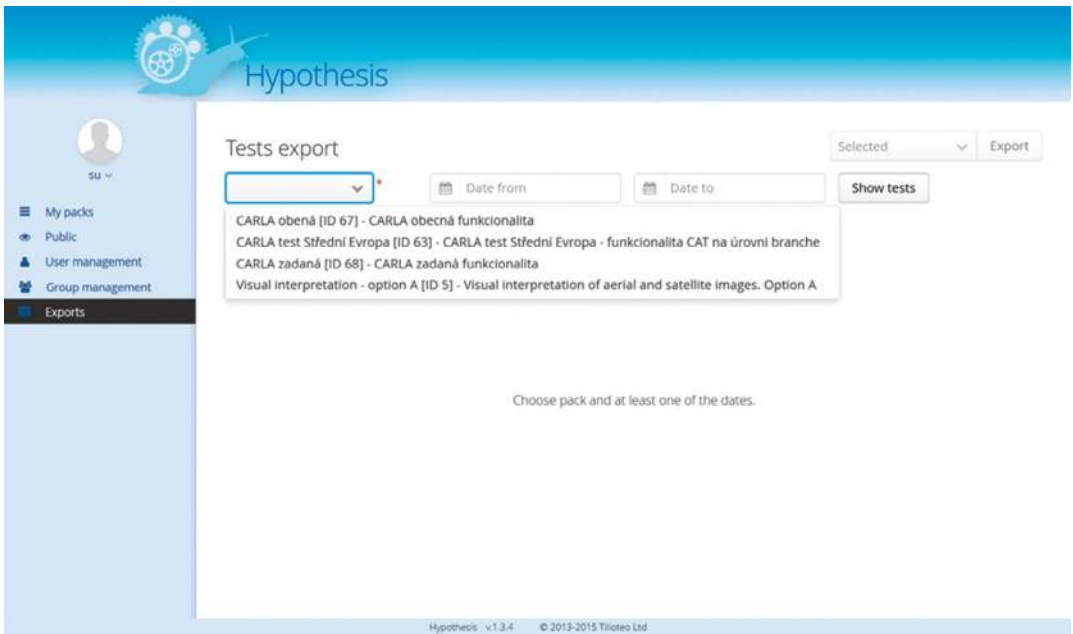 Hypothesis
su
My packs
Public
User management
Group management
Exports
Tests export
Selected
Export
Date from
Date to
Show tests
CARLA obená [ID 67] - CARLA obecná funkcionalita
CARLA test Střední Evropa [ID 63] - CARLA test Střední Evropa - funkcionalita CAT na úrovni branche
CARLA zadaná [ID 68] - CARLA zadaná funkcionalita
Visual interpretation - option A [ID 5] - Visual interpretation of aerial and satellite images. Option A
Choose pack and at least one of the dates.
Hypothesis v.1.3.4 © 2013-2015 Tilioteo Ltd